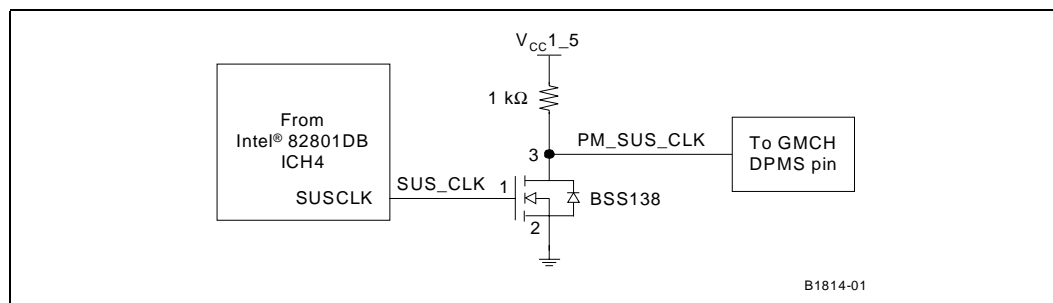 V_CC1_5
1 kΩ
From
Intel® 82801DB
ICH4
SUSCLK
SUS_CLK
1
3
2
PM_SUS_CLK
BSS138
To GMCH
DPMS pin
B1814-01